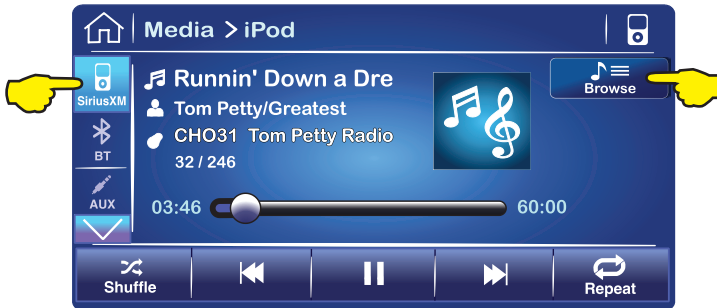 Media > iPod
SiriusXM
BT
AUX
Runnin' Down a Dre
Tom Petty/Greatest
CHO31 Tom Petty Radio
32 / 246
Browse
03:46
60:00
Shuffle
Repeat